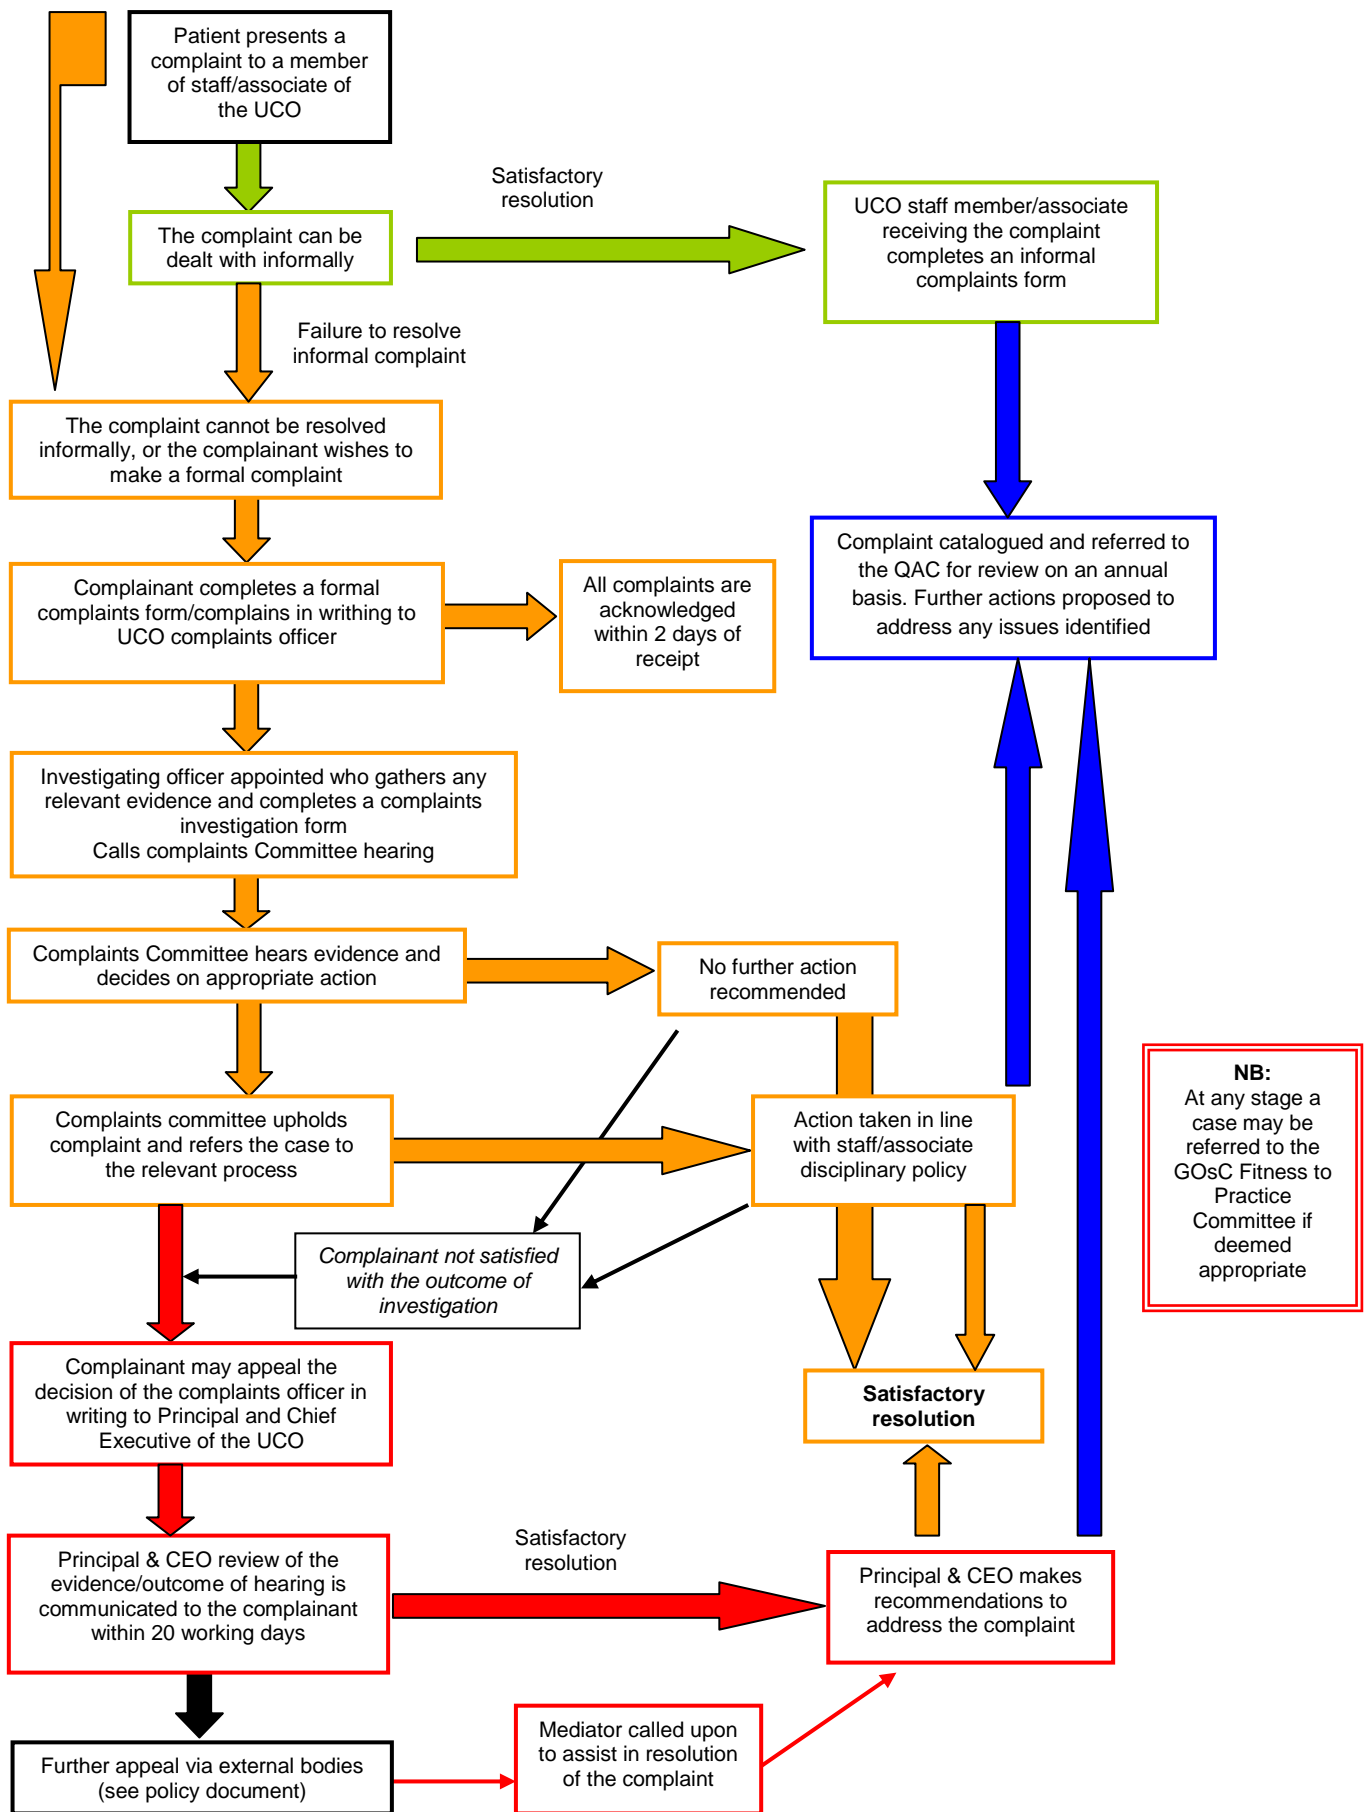 Patient presents a
complaint to a member
of staff/associate of
the UCO
Satisfactory
resolution
The complaint can be
dealt with informally
UCO staff member/associate
receiving the complaint
completes an informal
complaints form
Failure to resolve
informal complaint
The complaint cannot be resolved
informally, or the complainant wishes to
make a formal complaint
Complaint catalogued and referred to
the QAC for review on an annual
basis. Further actions proposed to
address any issues identified
Complainant completes a formal
complaints form/complains in writhing to
UCO complaints officer
All complaints are
acknowledged
within 2 days of
receipt
Investigating officer appointed who gathers any
relevant evidence and completes a complaints
investigation form
Calls complaints Committee hearing
Complaints Committee hears evidence and
decides on appropriate action
No further action
recommended
NB:
At any stage a
case may be
referred to the
GOsC Fitness to
Practice
Committee if
deemed
appropriate
Complaints committee upholds
complaint and refers the case to
the relevant process
Action taken in line
with staff/associate
disciplinary policy
Complainant not satisfied
with the outcome of
investigation
Complainant may appeal the
decision of the complaints officer in
writing to Principal and Chief
Executive of the UCO
Satisfactory
resolution
Satisfactory
resolution
Principal & CEO review of the
evidence/outcome of hearing is
communicated to the complainant
within 20 working days
Principal & CEO makes
recommendations to
address the complaint
Mediator called upon
to assist in resolution
of the complaint
Further appeal via external bodies
(see policy document)